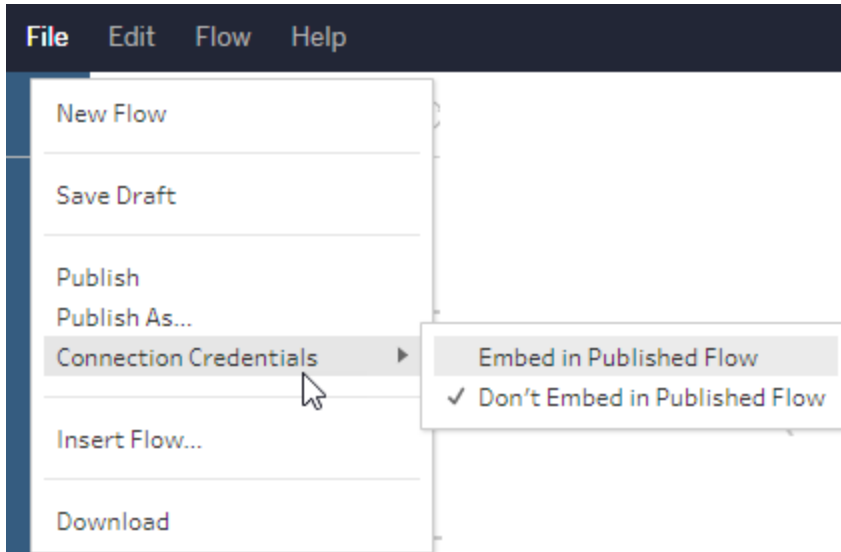 File Edit Flow Help
New Flow
Save Draft
Publish
Publish As...
Connection Credentials
Embed in Published Flow
Don't Embed in Published Flow
Insert Flow...
Download